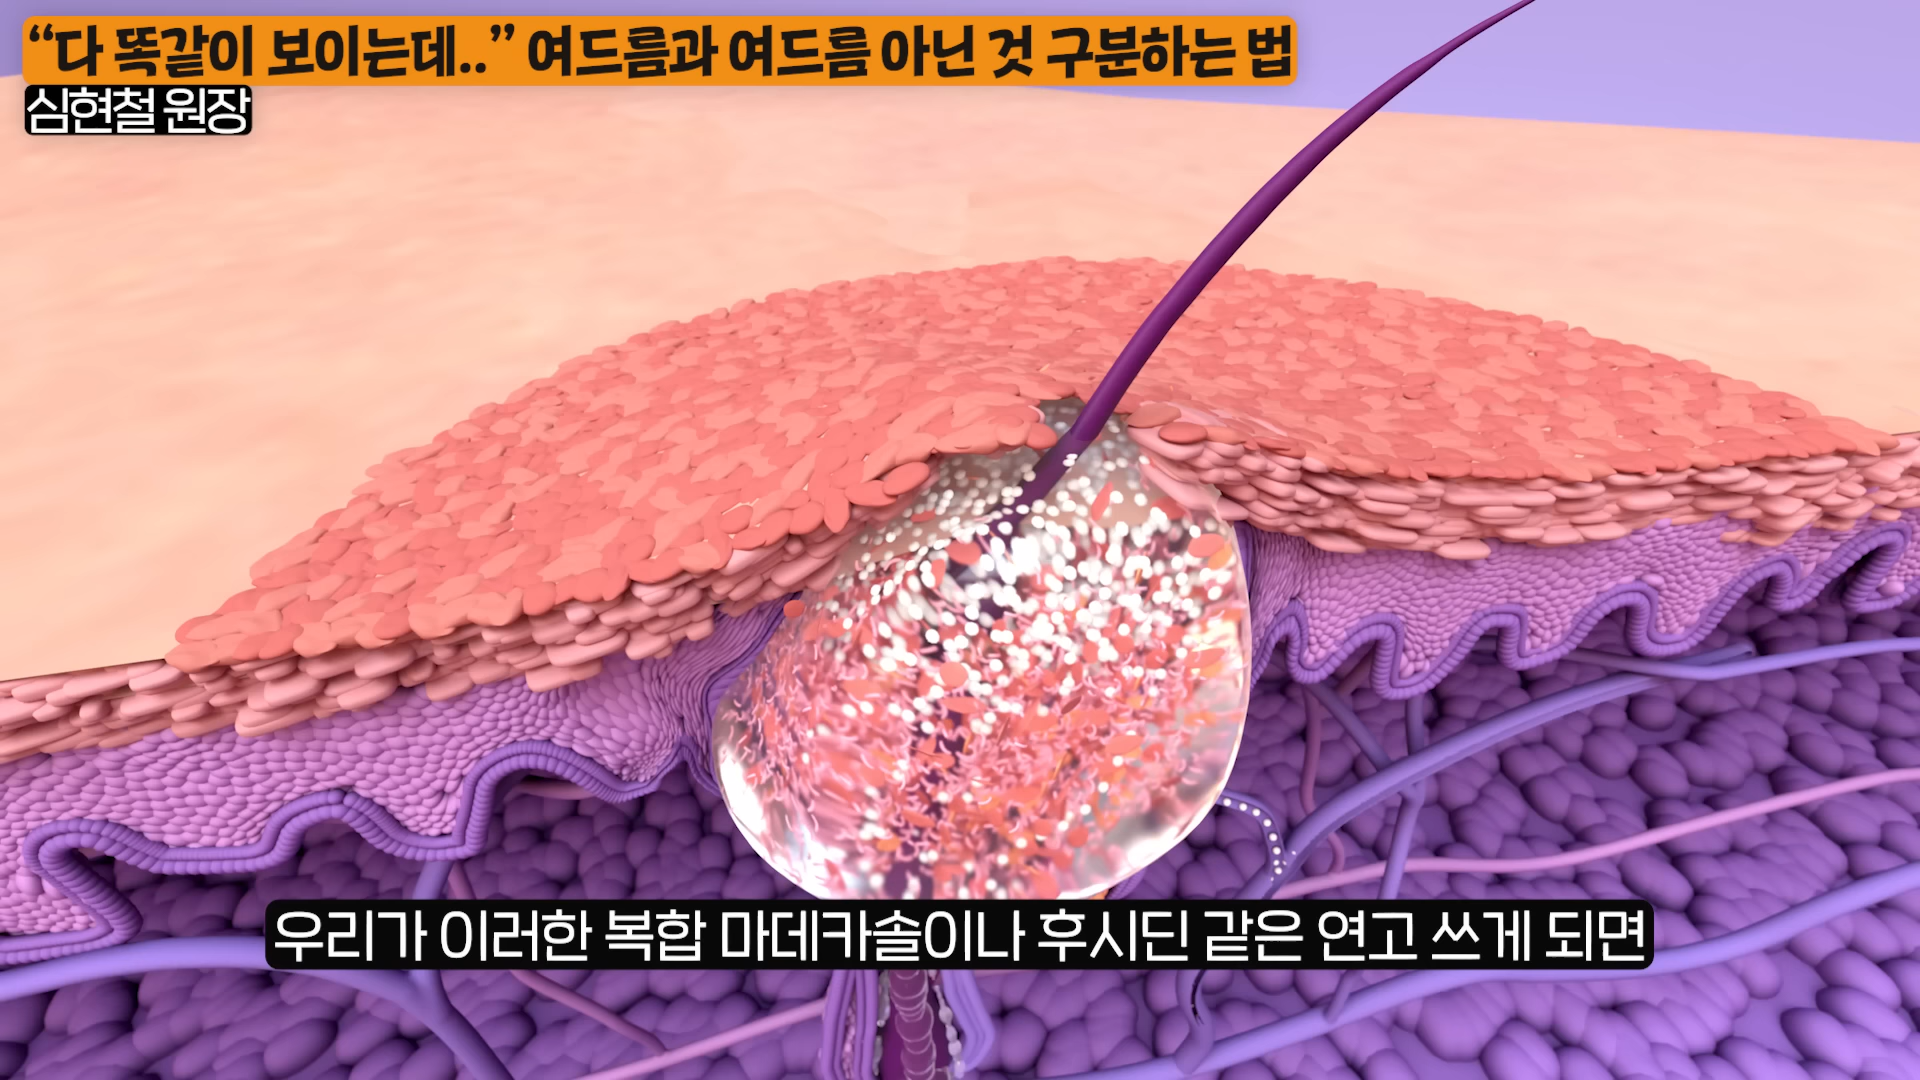 “다 똑같이 보이는데..” 여드름과 여드름 아닌 것 구분하는 법
심현철 원장
우리가 이러한 복합 마데카솔이나 후시딘 같은 연고 쓰게 되면